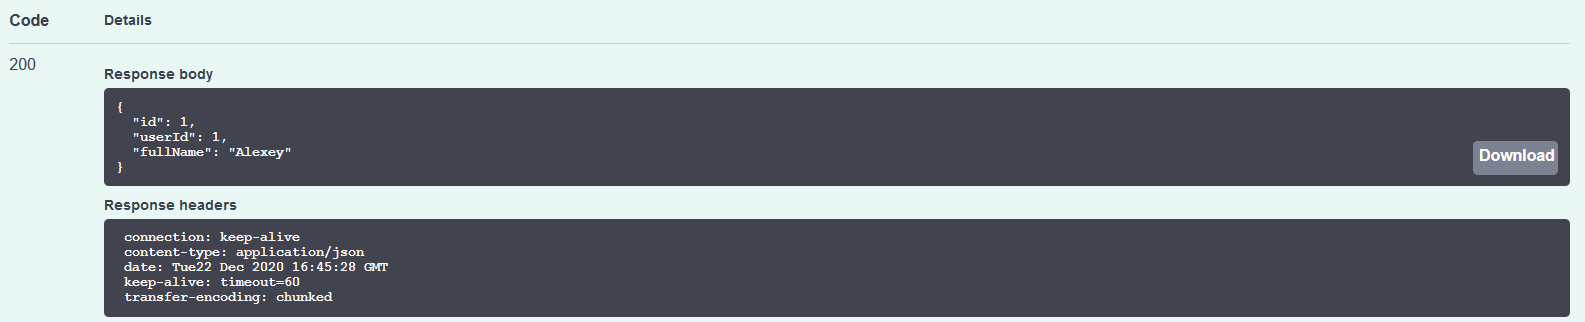 Code Details
200
Response body
{
  "id": 1,
  "userId": 1,
  "fullName": "Alexey"
}
Download
Response headers
connection: keep-alive
content-type: application/json
date: Tue22 Dec 2020 16:45:28 GMT
keep-alive: timeout=60
transfer-encoding: chunked